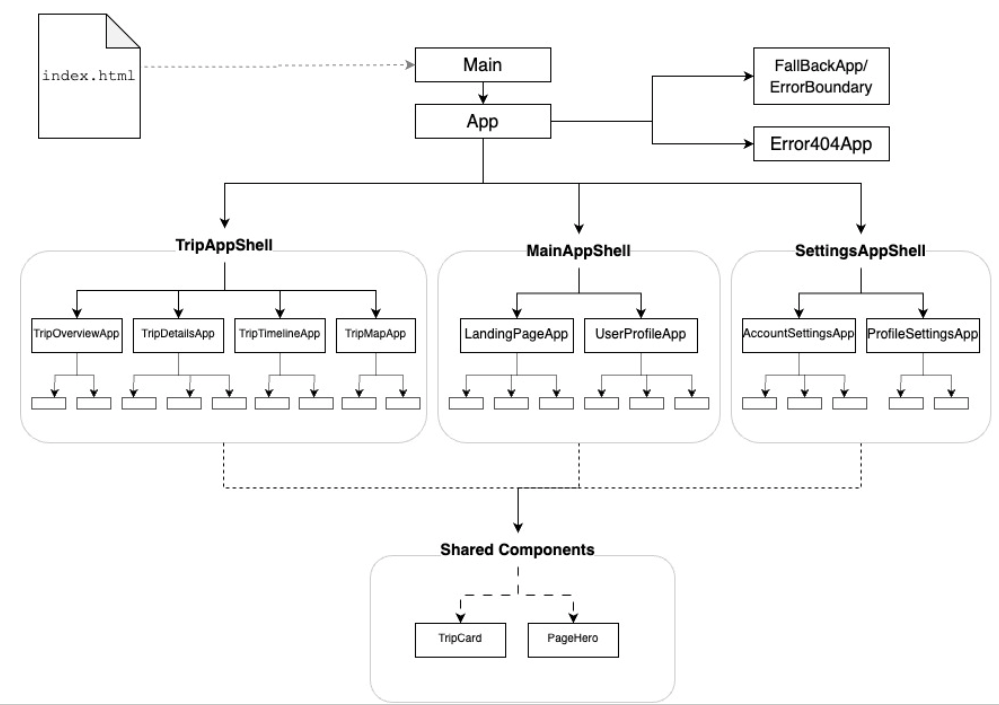 index.html
Main
App
FallBackApp/
ErrorBoundary
Error404App
TripAppShell
MainAppShell
SettingsAppShell
TripOverviewApp
TripDetailsApp
TripTimelineApp
TripMapApp
LandingPageApp
UserProfileApp
AccountSettingsApp
ProfileSettingsApp
Shared Components
TripCard
PageHero